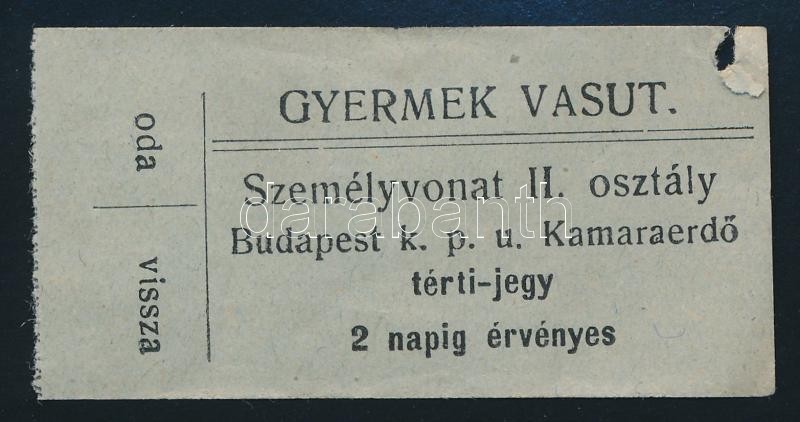 GYERMEK VASUT.
Személyvonat II. osztály
Budapest k. p. u. Kamaraerdő
térti-jegy
2 napig érvényes
oda
vissza
darabanth